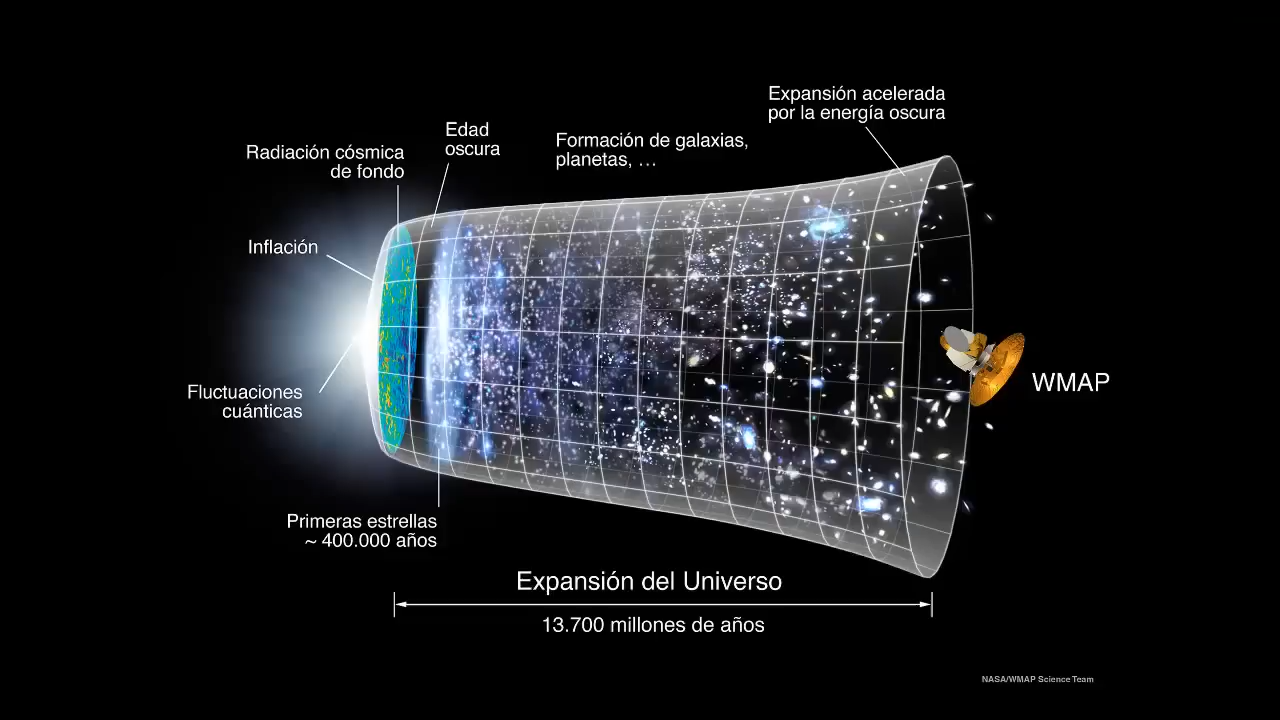 Expansión acelerada
por la energía oscura
Edad
oscura
Formación de galaxias,
planetas, ...
Radiación cósmica
de fondo
Inflación
Fluctuaciones
cuánticas
WMAP
Primeras estrellas
~ 400.000 años
Expansión del Universo
13.700 millones de años
NASA/WMAP Science Team